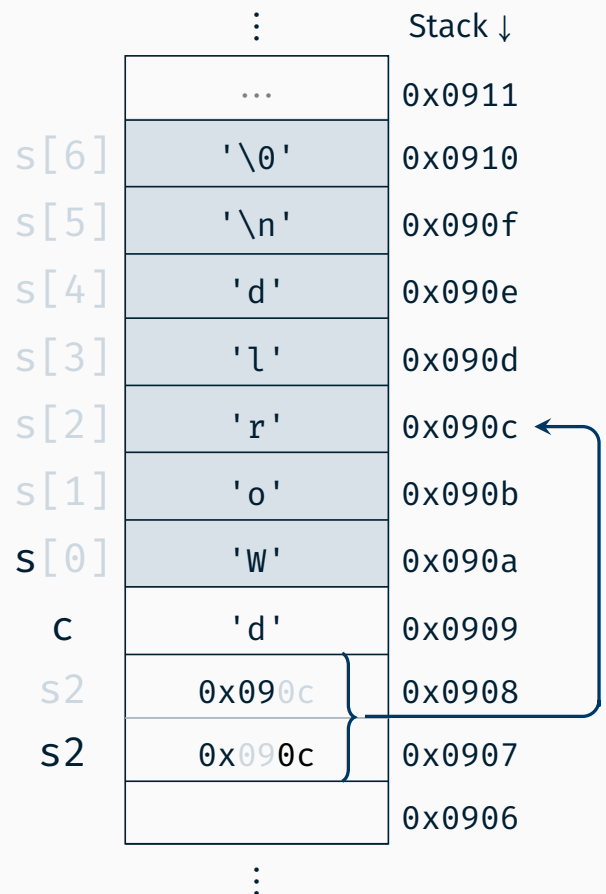 ⋮ Stack ↓
... 0x0911
s[6] '\0' 0x0910
s[5] '\n' 0x090f
s[4] 'd' 0x090e
s[3] 'l' 0x090d
s[2] 'r' 0x090c
s[1] 'o' 0x090b
s[0] 'W' 0x090a
c 'd' 0x0909
s2 0x090c 0x0908
s2 0x090c 0x0907
0x0906
⋮